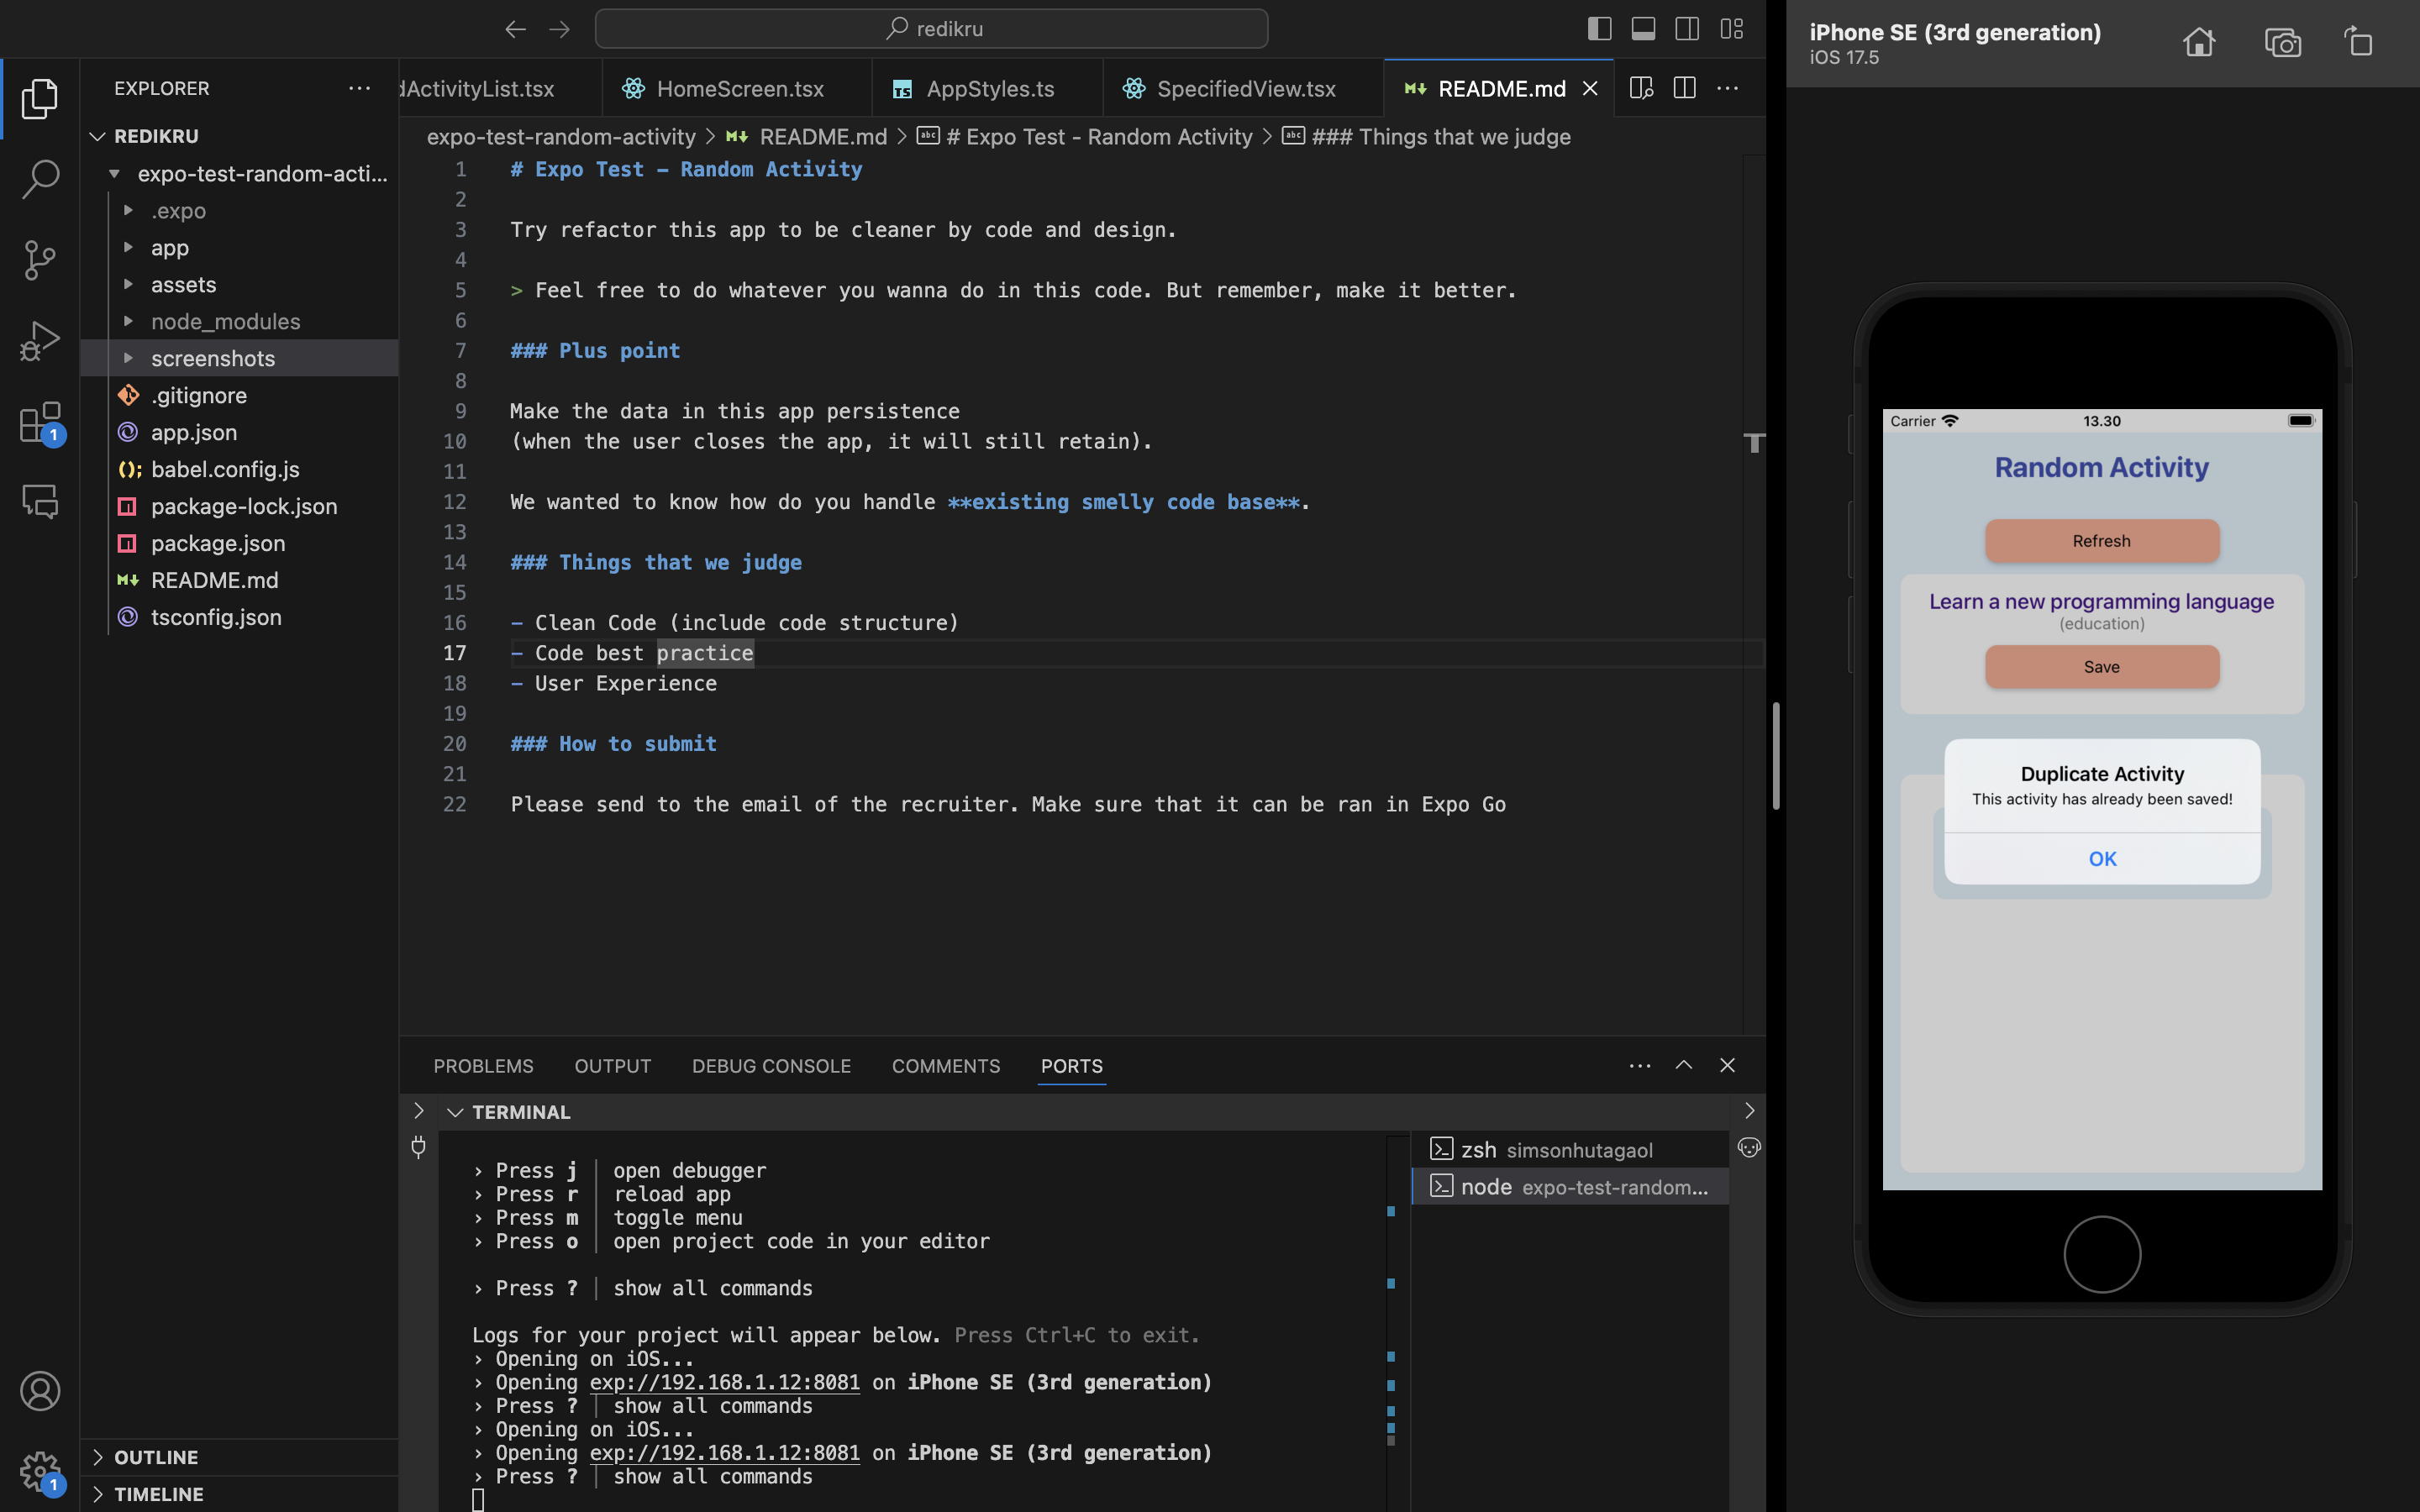 redikru
EXPLORER
REDIKRU
expo-test-random-acti...
.expo
app
assets
node_modules
screenshots
.gitignore
app.json
babel.config.js
package-lock.json
package.json
README.md
tsconfig.json
OUTLINE
TIMELINE
1
1
dActivityList.tsx
HomeScreen.tsx
TS AppStyles.ts
SpecifiedView.tsx
README.md
expo-test-random-activity > README.md > abc # Expo Test - Random Activity > abc ### Things that we judge
1 # Expo Test - Random Activity
2
3 Try refactor this app to be cleaner by code and design.
4
5 > Feel free to do whatever you wanna do in this code. But remember, make it better.
6
7 ### Plus point
8
9 Make the data in this app persistence
10 (when the user closes the app, it will still retain).
11
12 We wanted to know how do you handle **existing smelly code base**.
13
14 ### Things that we judge
15
16 - Clean Code (include code structure)
17 - Code best practice
18 - User Experience
19
20 ### How to submit
21
22 Please send to the email of the recruiter. Make sure that it can be ran in Expo Go
PROBLEMS OUTPUT DEBUG CONSOLE COMMENTS PORTS
TERMINAL
› Press j │ open debugger
› Press r │ reload app
› Press m │ toggle menu
› Press o │ open project code in your editor
› Press ? │ show all commands
Logs for your project will appear below. Press Ctrl+C to exit.
› Opening on iOS...
› Opening exp://192.168.1.12:8081 on iPhone SE (3rd generation)
› Press ? │ show all commands
› Opening on iOS...
› Opening exp://192.168.1.12:8081 on iPhone SE (3rd generation)
› Press ? │ show all commands
zsh simsonhutagaol
node expo-test-random...
iPhone SE (3rd generation)
iOS 17.5
Carrier 13.30
Random Activity
Refresh
Learn a new programming language
(education)
Save
Duplicate Activity
This activity has already been saved!
OK